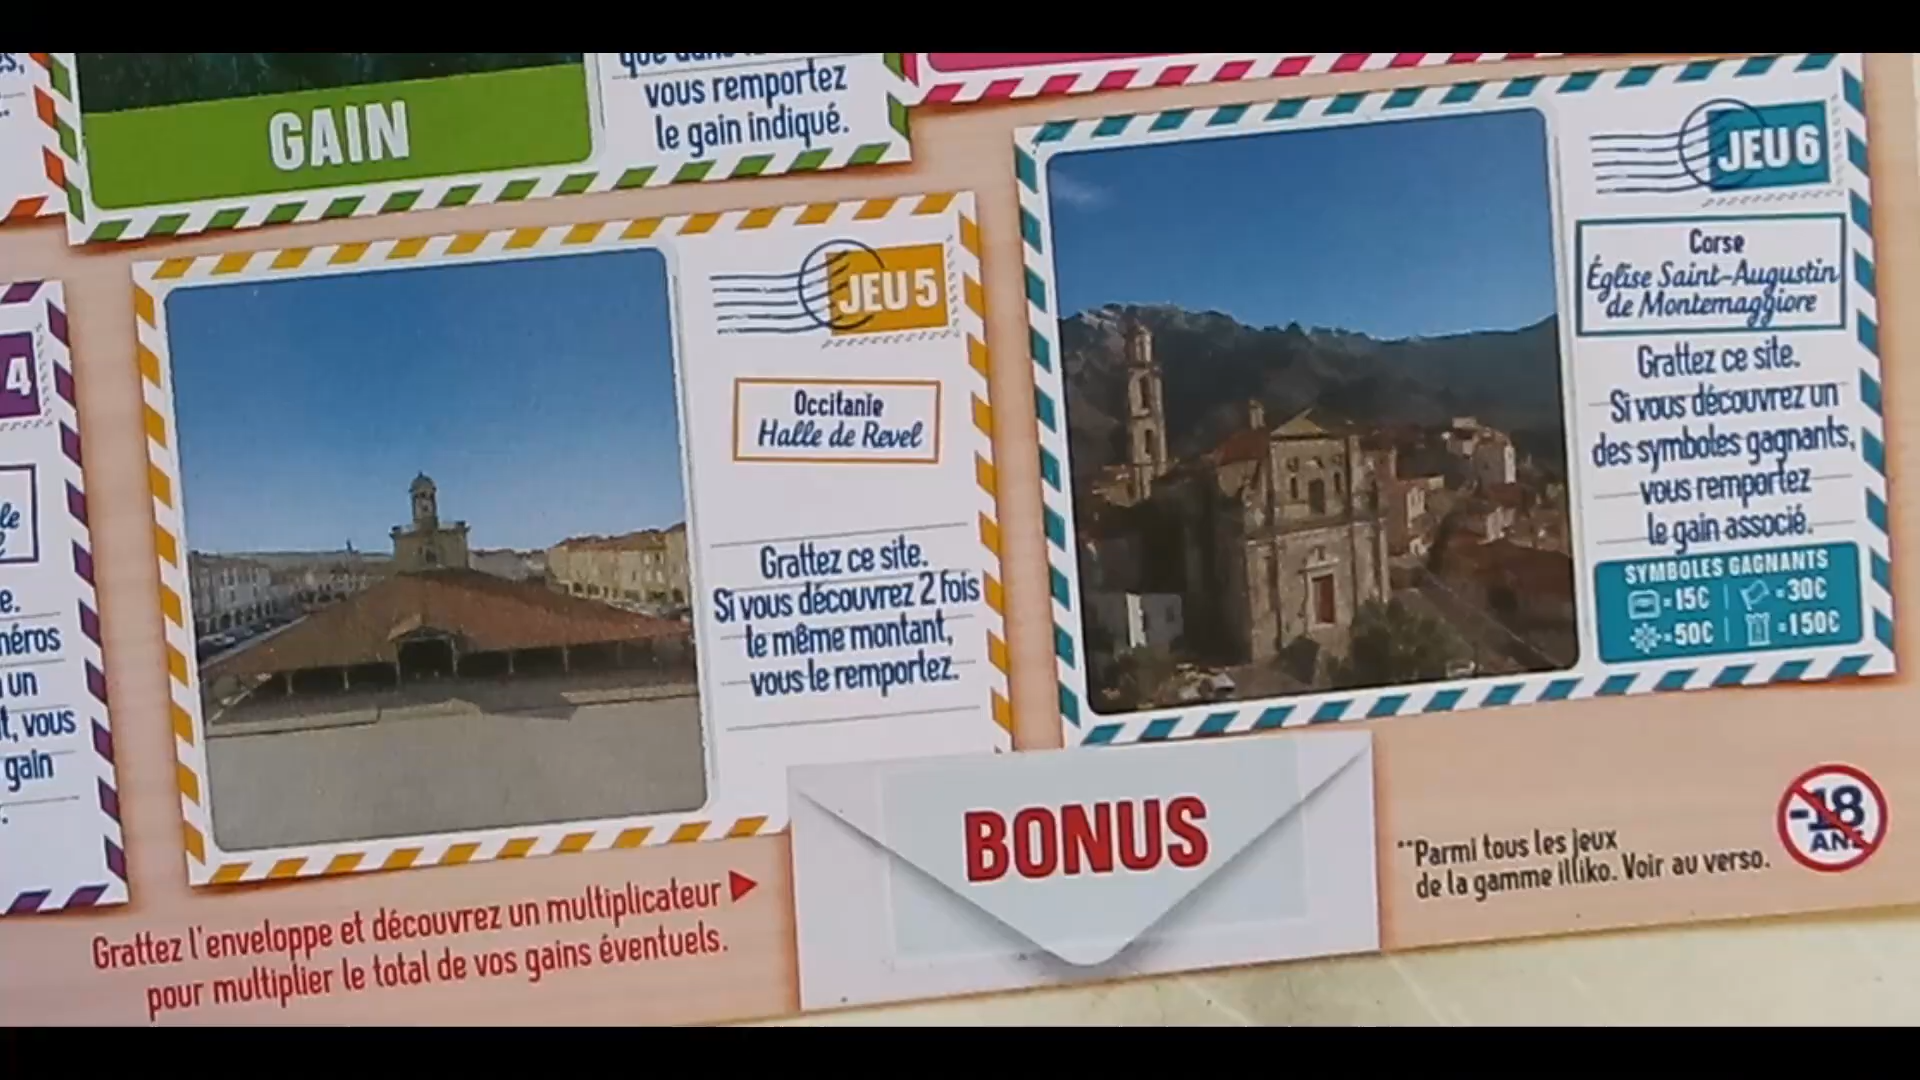 vous remportez
le gain indiqué.
GAIN
JEU 5
Occitanie
Halle de Revel
Grattez ce site.
Si vous découvrez 2 fois
le même montant,
vous le remportez.
JEU 6
Corse
Église Saint-Augustin
de Montemaggiore
Grattez ce site.
Si vous découvrez un
des symboles gagnants,
vous remportez
le gain associé.
SYMBOLES GAGNANTS
=15€ | =30€
=50€ | =150€
4
un
vous
gain
BONUS
Grattez l'enveloppe et découvrez un multiplicateur
pour multiplier le total de vos gains éventuels.
**Parmi tous les jeux
de la gamme illiko. Voir au verso.
-18
ANS